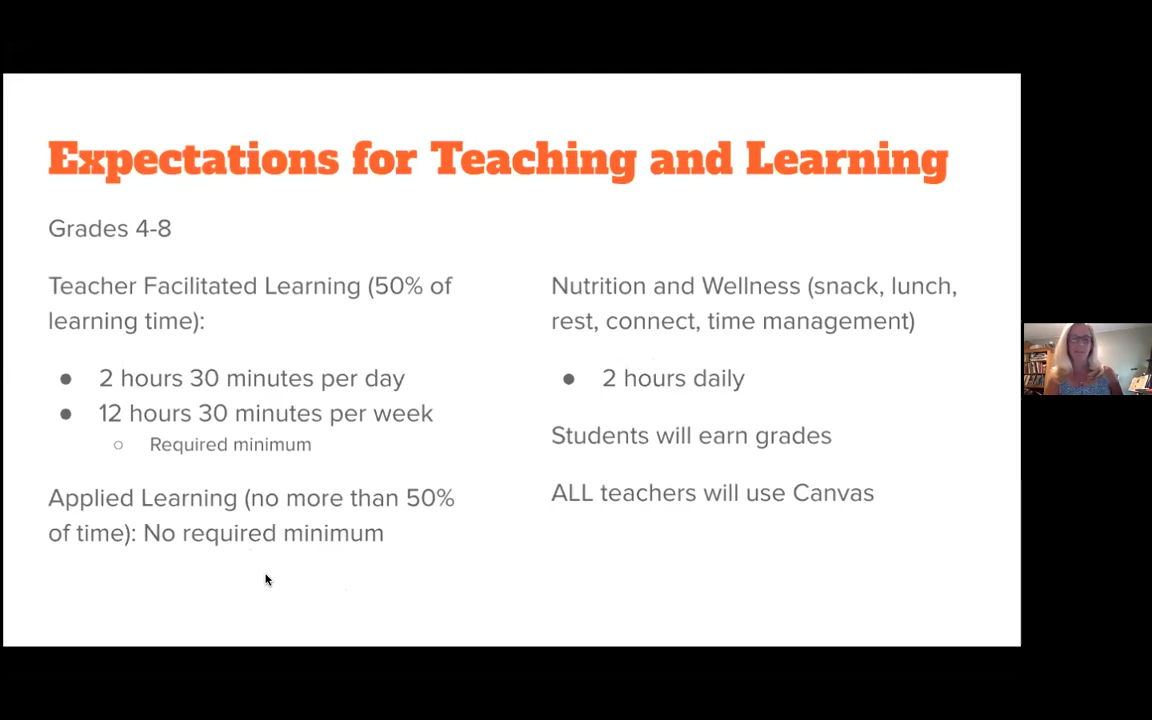 Expectations for Teaching and Learning
Grades 4-8
Teacher Facilitated Learning (50% of
learning time):
● 2 hours 30 minutes per day
● 12 hours 30 minutes per week
○ Required minimum
Applied Learning (no more than 50%
of time): No required minimum
Nutrition and Wellness (snack, lunch,
rest, connect, time management)
● 2 hours daily
Students will earn grades
ALL teachers will use Canvas